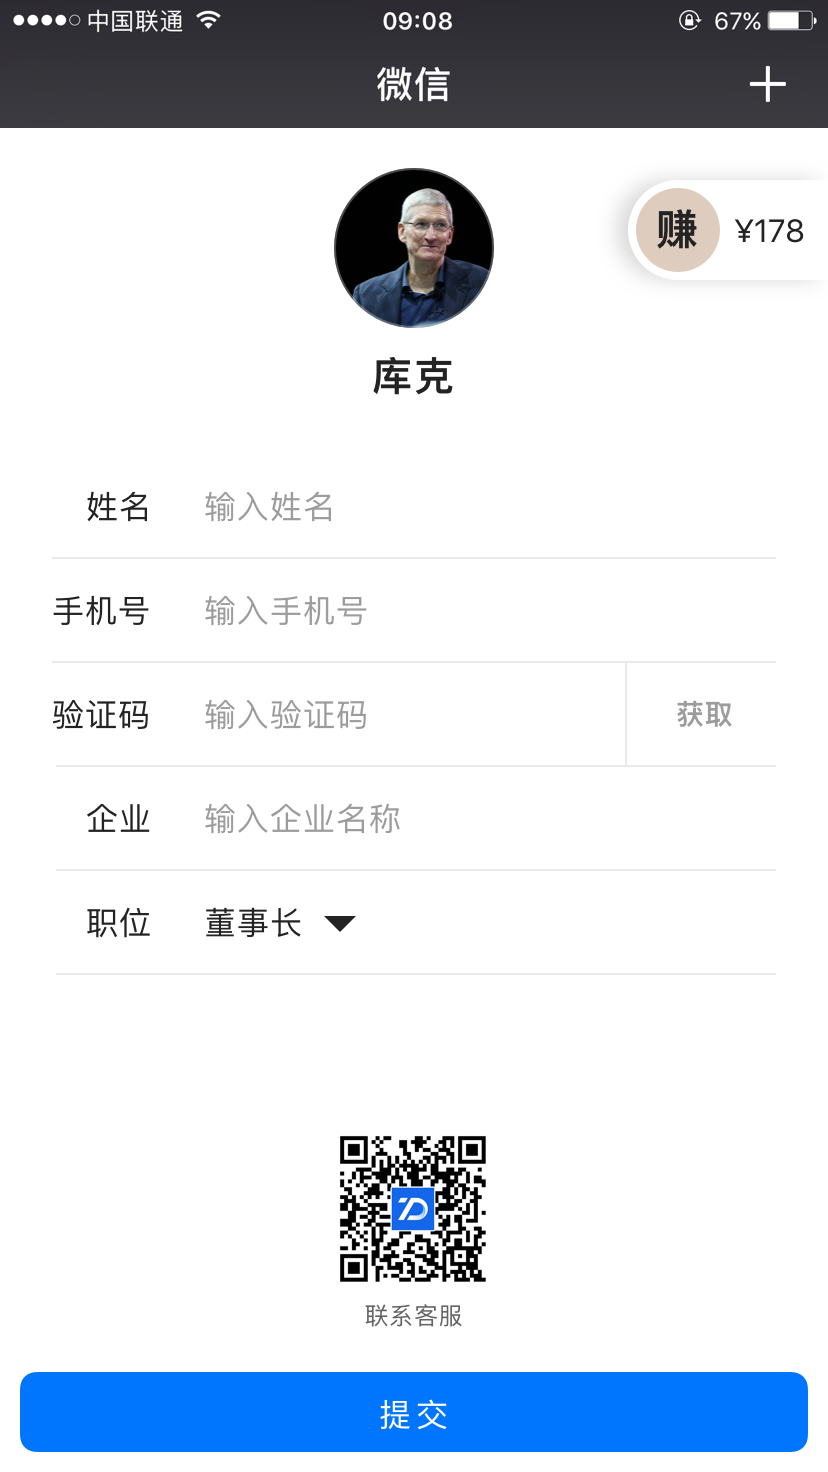 中国联通 09:08 67%
微信
赚 ¥178
库克
姓名 输入姓名
手机号 输入手机号
验证码 输入验证码 获取
企业 输入企业名称
职位 董事长
联系客服
提交